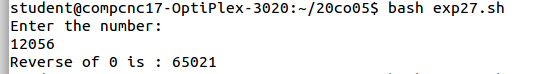 student@compcnc17-OptiPlex-3020:~/20co05$ bash exp27.sh
Enter the number:
12056
Reverse of 0 is : 65021